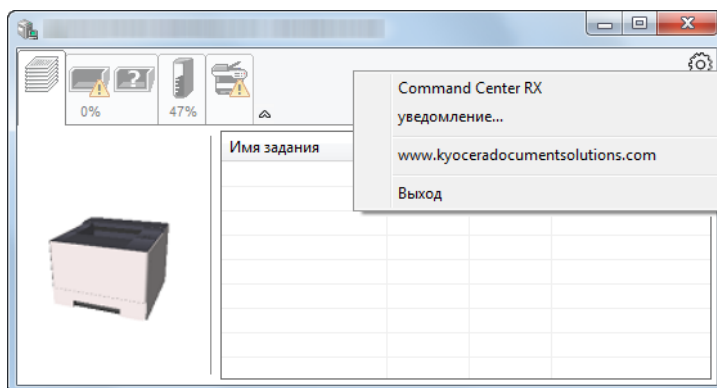 0%
47%
Command Center RX
уведомление...
www.kyoceradocumentsolutions.com
Выход
Имя задания